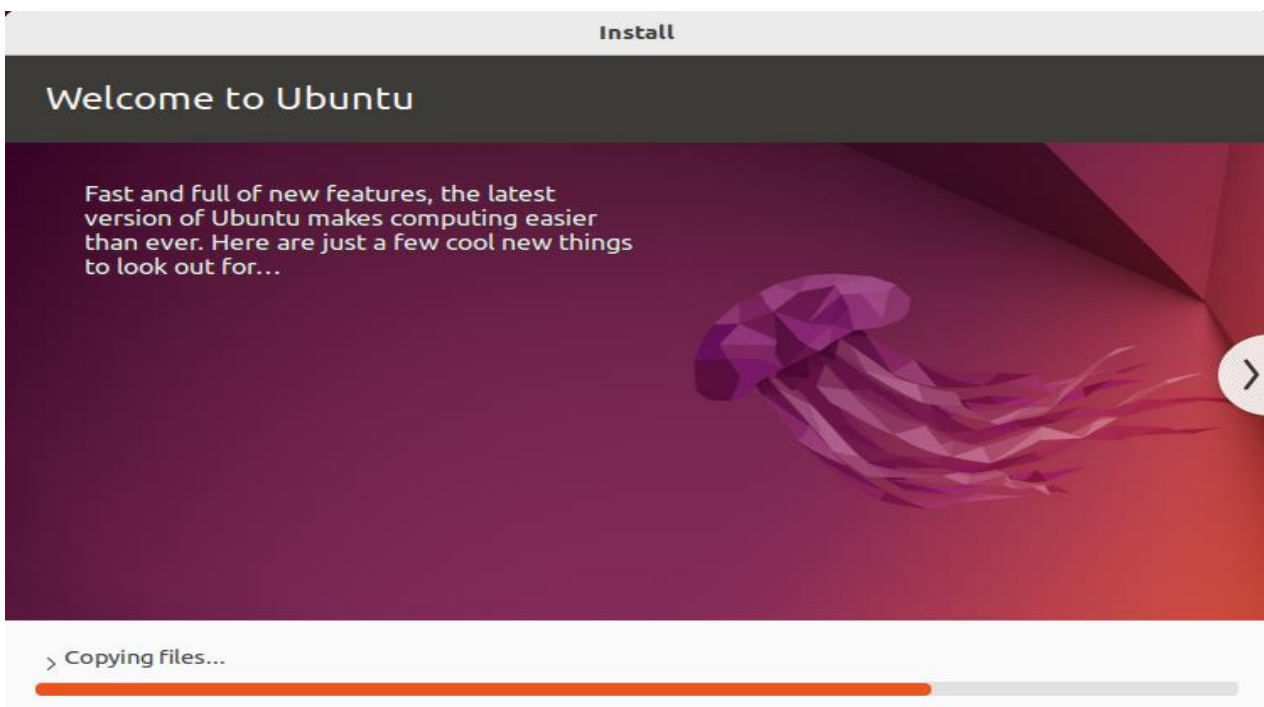 Install
Welcome to Ubuntu
Fast and full of new features, the latest
version of Ubuntu makes computing easier
than ever. Here are just a few cool new things
to look out for...
Copying files...